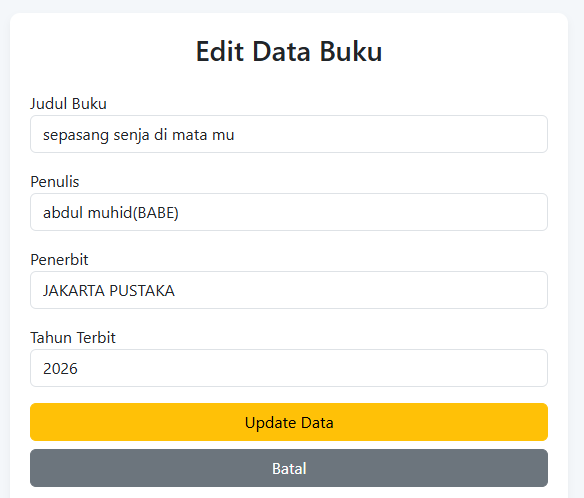 Edit Data Buku
Judul Buku
sepasang senja di mata mu
Penulis
abdul muhid(BABE)
Penerbit
JAKARTA PUSTAKA
Tahun Terbit
2026
Update Data
Batal